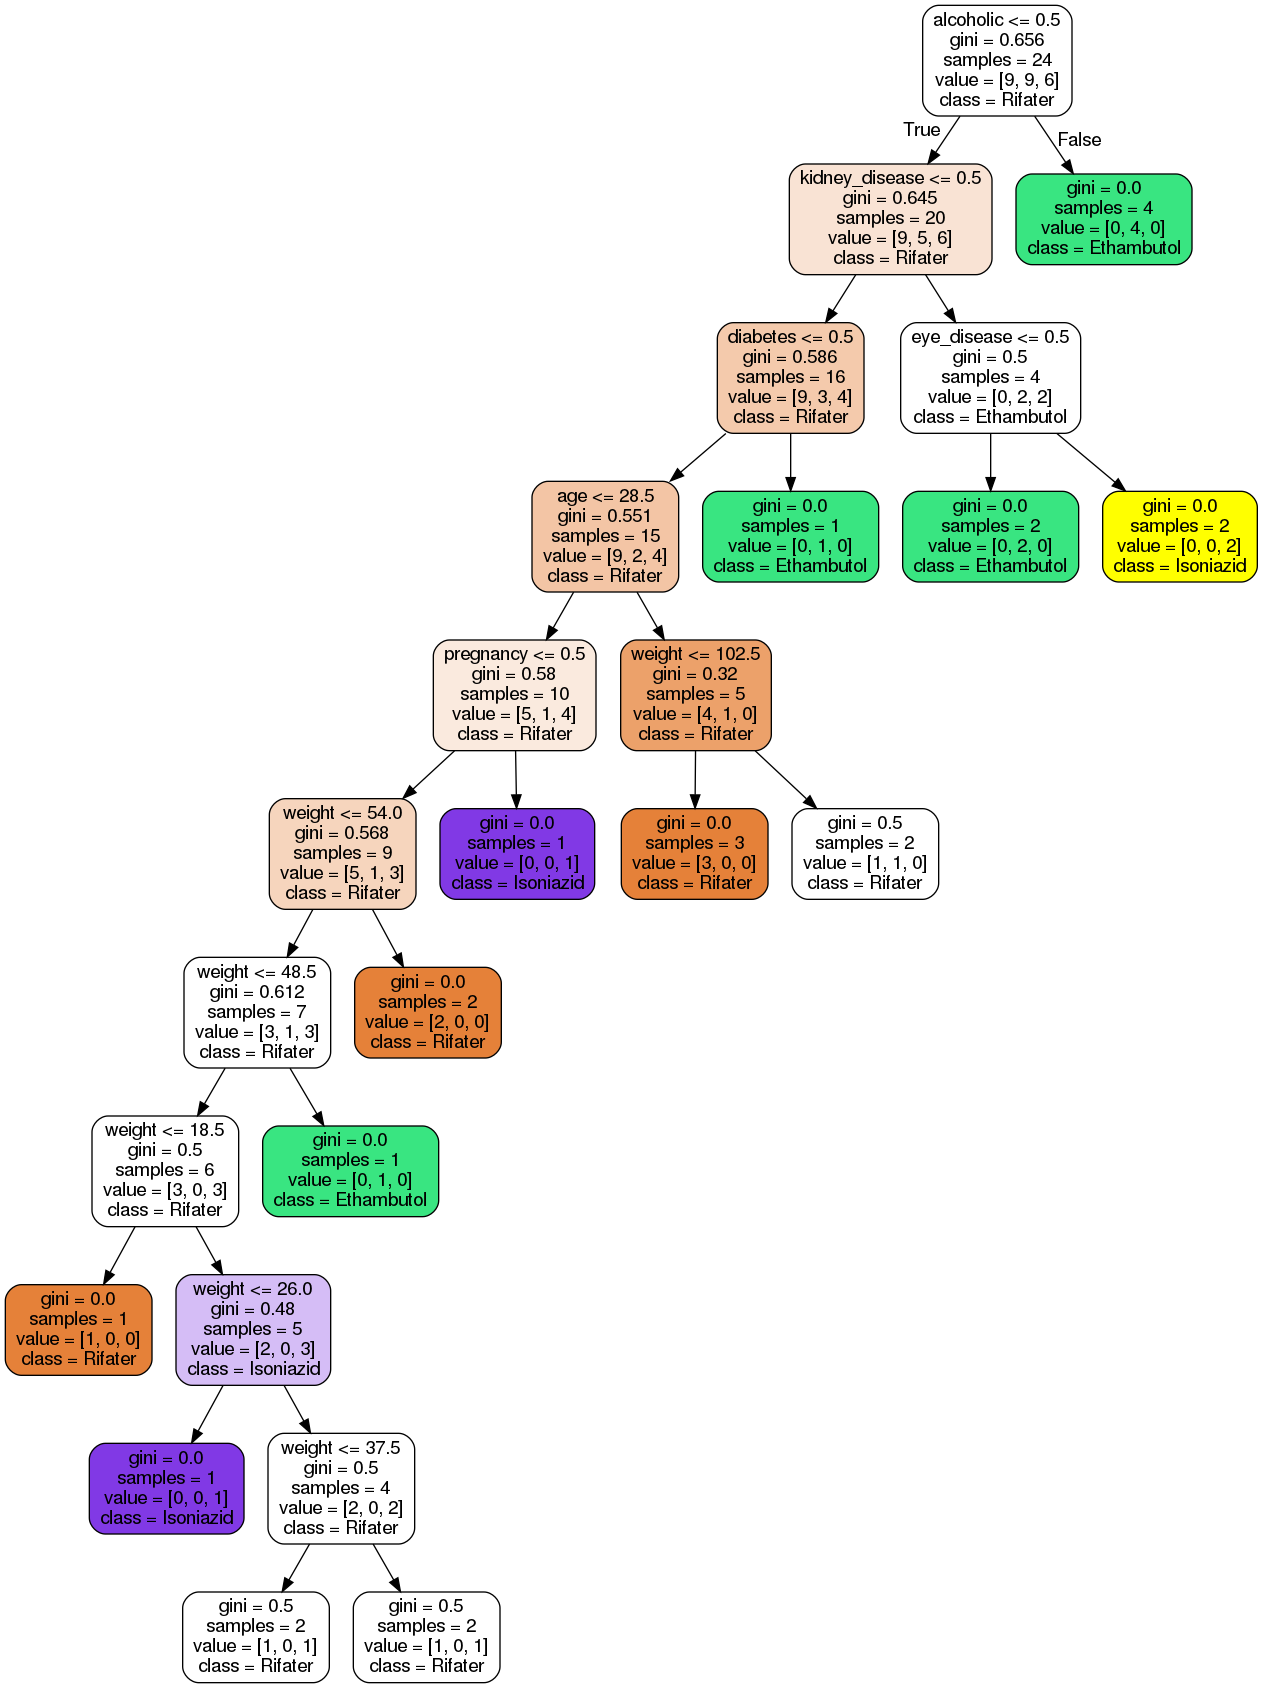 alcoholic <= 0.5
gini = 0.656
samples = 24
value = [9, 9, 6]
class = Rifater
True
False
kidney_disease <= 0.5
gini = 0.645
samples = 20
value = [9, 5, 6]
class = Rifater
gini = 0.0
samples = 4
value = [0, 4, 0]
class = Ethambutol
diabetes <= 0.5
gini = 0.586
samples = 16
value = [9, 3, 4]
class = Rifater
eye_disease <= 0.5
gini = 0.5
samples = 4
value = [0, 2, 2]
class = Ethambutol
age <= 28.5
gini = 0.551
samples = 15
value = [9, 2, 4]
class = Rifater
gini = 0.0
samples = 1
value = [0, 1, 0]
class = Ethambutol
gini = 0.0
samples = 2
value = [0, 2, 0]
class = Ethambutol
gini = 0.0
samples = 2
value = [0, 0, 2]
class = Isoniazid
pregnancy <= 0.5
gini = 0.58
samples = 10
value = [5, 1, 4]
class = Rifater
weight <= 102.5
gini = 0.32
samples = 5
value = [4, 1, 0]
class = Rifater
weight <= 54.0
gini = 0.568
samples = 9
value = [5, 1, 3]
class = Rifater
gini = 0.0
samples = 1
value = [0, 0, 1]
class = Isoniazid
gini = 0.0
samples = 3
value = [3, 0, 0]
class = Rifater
gini = 0.5
samples = 2
value = [1, 1, 0]
class = Rifater
weight <= 48.5
gini = 0.612
samples = 7
value = [3, 1, 3]
class = Rifater
gini = 0.0
samples = 2
value = [2, 0, 0]
class = Rifater
weight <= 18.5
gini = 0.5
samples = 6
value = [3, 0, 3]
class = Rifater
gini = 0.0
samples = 1
value = [0, 1, 0]
class = Ethambutol
gini = 0.0
samples = 1
value = [1, 0, 0]
class = Rifater
weight <= 26.0
gini = 0.48
samples = 5
value = [2, 0, 3]
class = Isoniazid
gini = 0.0
samples = 1
value = [0, 0, 1]
class = Isoniazid
weight <= 37.5
gini = 0.5
samples = 4
value = [2, 0, 2]
class = Rifater
gini = 0.5
samples = 2
value = [1, 0, 1]
class = Rifater
gini = 0.5
samples = 2
value = [1, 0, 1]
class = Rifater